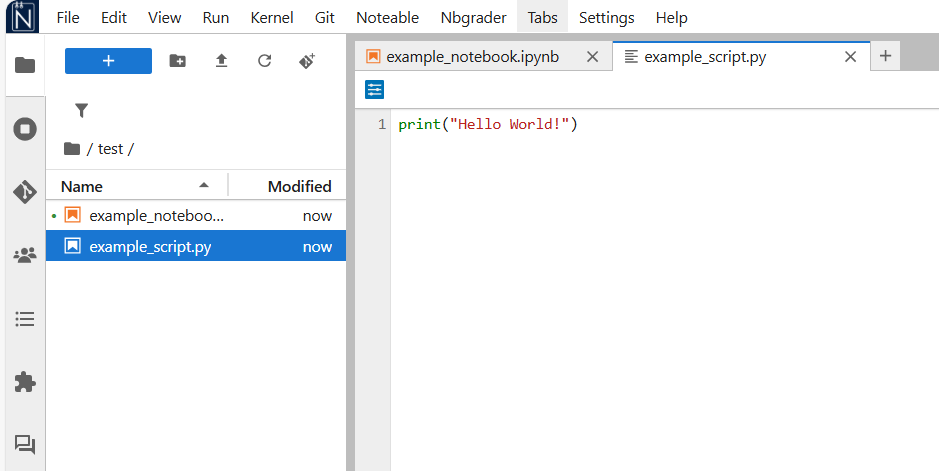 N File Edit View Run Kernel Git Noteable Nbgrader Tabs Settings Help
example_notebook.ipynb example_script.py
/ test /
1 print("Hello World!")
Name Modified
example_noteboo... now
example_script.py now